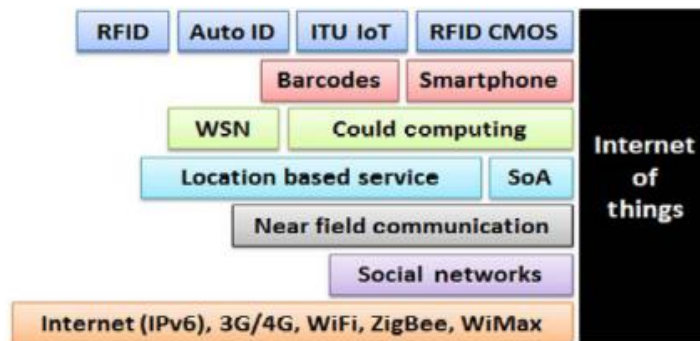 RFID Auto ID ITU IoT RFID CMOS
Barcodes Smartphone
WSN Could computing
Location based service SoA
Near field communication
Social networks
Internet (IPv6), 3G/4G, WiFi, ZigBee, WiMax
Internet
of
things